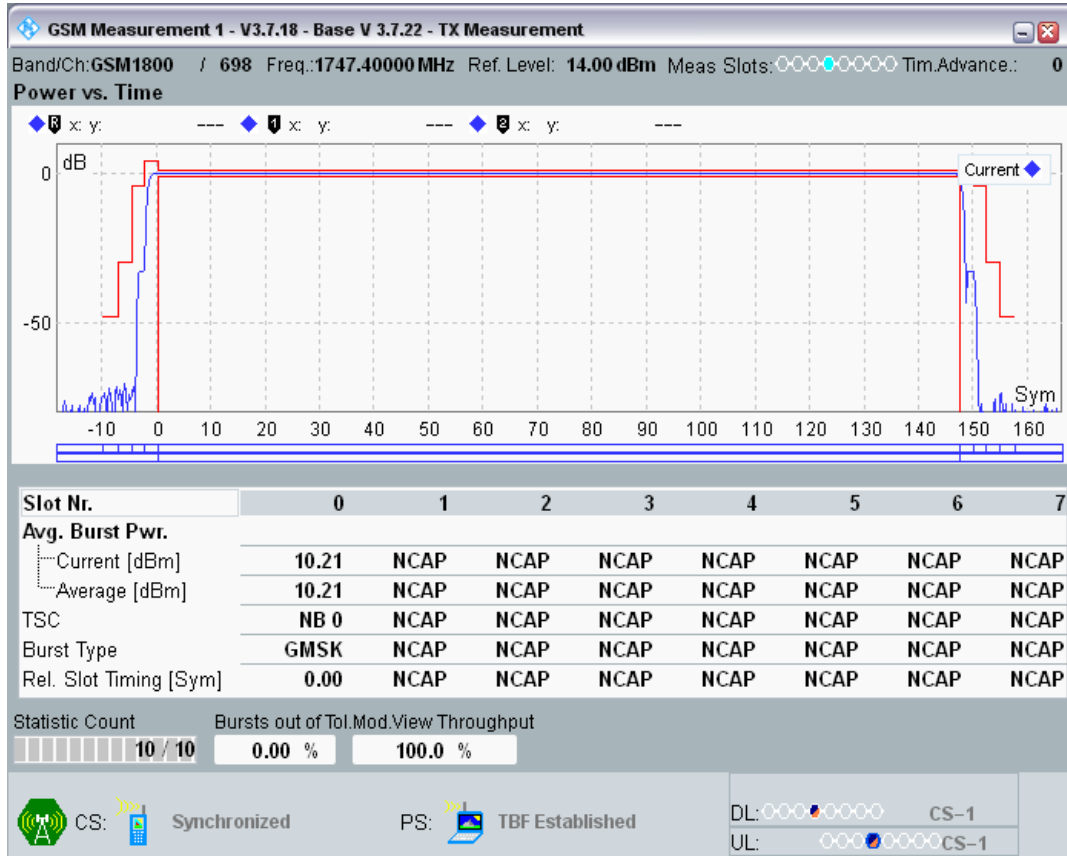 GSM Measurement 1 - V3.7.18 - Base V 3.7.22 - TX Measurement
Band/Ch:GSM1800 / 698 Freq.:1747.40000 MHz Ref. Level: 14.00 dBm Meas Slots: Tim.Advance.: 0
Power vs. Time
R x: y: --- 1 x: y: --- 2 x: y: ---
dB
Current
0
-50
Sym
-10 0 10 20 30 40 50 60 70 80 90 100 110 120 130 140 150 160
Slot Nr. 0 1 2 3 4 5 6 7
Avg. Burst Pwr.
Current [dBm] 10.21 NCAP NCAP NCAP NCAP NCAP NCAP NCAP
Average [dBm] 10.21 NCAP NCAP NCAP NCAP NCAP NCAP NCAP
TSC NB 0 NCAP NCAP NCAP NCAP NCAP NCAP NCAP
Burst Type GMSK NCAP NCAP NCAP NCAP NCAP NCAP NCAP
Rel. Slot Timing [Sym] 0.00 NCAP NCAP NCAP NCAP NCAP NCAP NCAP
Statistic Count Bursts out of Tol. Mod.View Throughput
10 / 10 0.00 % 100.0 %
CS: Synchronized PS: TBF Established DL: CS-1
UL: CS-1